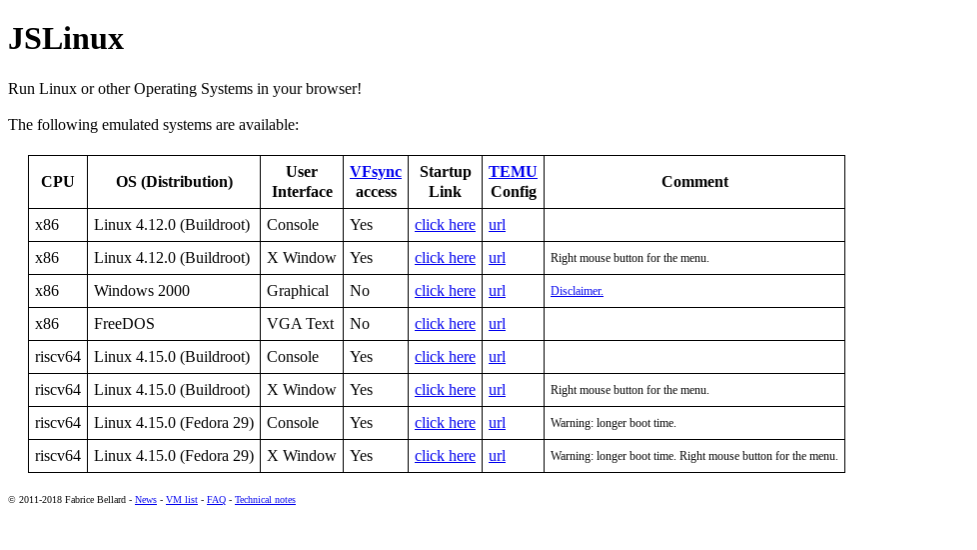 JSLinux
Run Linux or other Operating Systems in your browser!
The following emulated systems are available:
CPU OS (Distribution) User Interface VFsync access Startup Link TEMU Config Comment
x86 Linux 4.12.0 (Buildroot) Console Yes click here url
x86 Linux 4.12.0 (Buildroot) X Window Yes click here url Right mouse button for the menu.
x86 Windows 2000 Graphical No click here url Disclaimer.
x86 FreeDOS VGA Text No click here url
riscv64 Linux 4.15.0 (Buildroot) Console Yes click here url
riscv64 Linux 4.15.0 (Buildroot) X Window Yes click here url Right mouse button for the menu.
riscv64 Linux 4.15.0 (Fedora 29) Console Yes click here url Warning: longer boot time.
riscv64 Linux 4.15.0 (Fedora 29) X Window Yes click here url Warning: longer boot time. Right mouse button for the menu.
© 2011-2018 Fabrice Bellard - News - VM list - FAQ - Technical notes